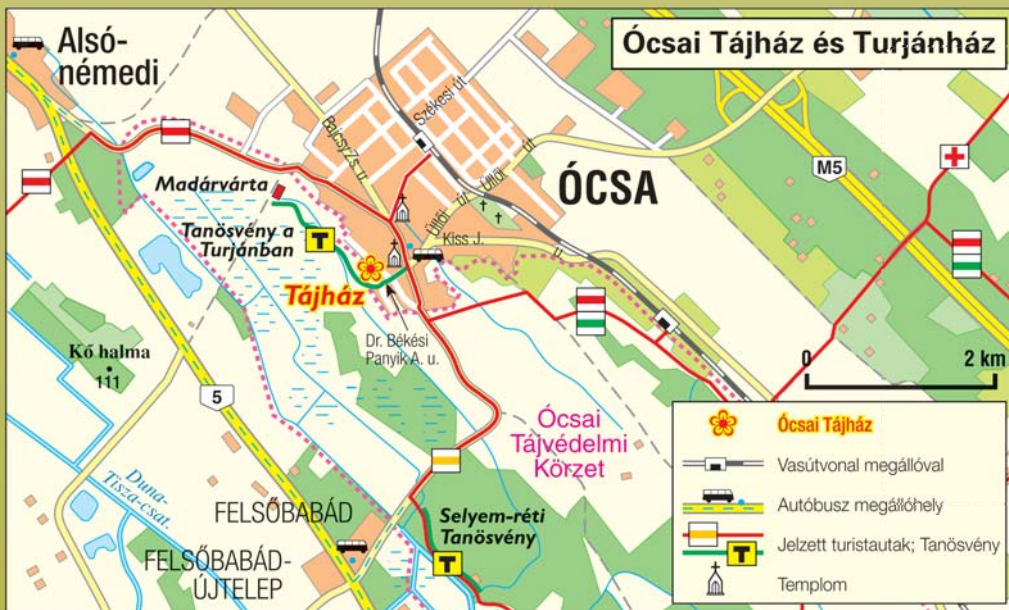 Ócsai Tájház és Turjánház
Alsó-
némedi
Bajcsy Zs. u.
Székesi út
Üllői út
ÓCSA
M5
Madárvárta
Tanösvény a
Turjánban
T
Üllői út
Kiss J. u.
Tájház
Dr. Békési
Panyik A. u.
Kő halma
111
5
0 2 km
Ócsai
Tájvédelmi
Körzet
Duna-
Tisza-csat.
FELSŐBABÁD
FELSŐBABÁD-
ÚJTELEP
Selyem-réti
Tanösvény
T
Ócsai Tájház
Vasútvonal megállóval
Autóbusz megállóhely
T
Jelzett turistautak; Tanösvény
Templom